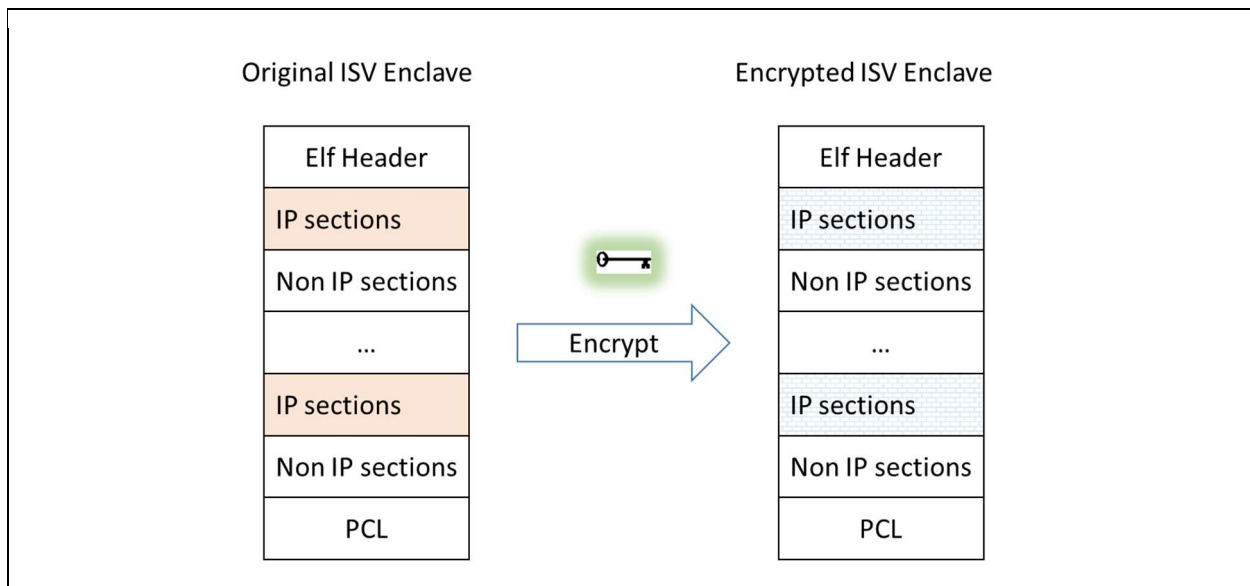 Original ISV Enclave
Elf Header
IP sections
Non IP sections
...
IP sections
Non IP sections
PCL
Encrypt
Encrypted ISV Enclave
Elf Header
IP sections
Non IP sections
...
IP sections
Non IP sections
PCL